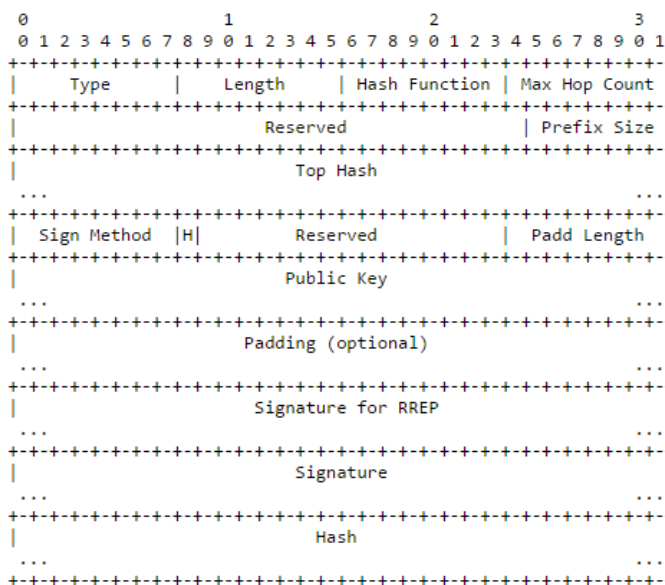 0                   1                   2                   3
0 1 2 3 4 5 6 7 8 9 0 1 2 3 4 5 6 7 8 9 0 1 2 3 4 5 6 7 8 9 0 1
+-+-+-+-+-+-+-+-+-+-+-+-+-+-+-+-+-+-+-+-+-+-+-+-+-+-+-+-+-+-+-+-
| Type | Length | Hash Function | Max Hop Count
+-+-+-+-+-+-+-+-+-+-+-+-+-+-+-+-+-+-+-+-+-+-+-+-+-+-+-+-+-+-+-+-
| Reserved | Prefix Size
+-+-+-+-+-+-+-+-+-+-+-+-+-+-+-+-+-+-+-+-+-+-+-+-+-+-+-+-+-+-+-+-
| Top Hash
... ...
+-+-+-+-+-+-+-+-+-+-+-+-+-+-+-+-+-+-+-+-+-+-+-+-+-+-+-+-+-+-+-+-
| Sign Method |H| Reserved | Padd Length
+-+-+-+-+-+-+-+-+-+-+-+-+-+-+-+-+-+-+-+-+-+-+-+-+-+-+-+-+-+-+-+-
| Public Key
... ...
+-+-+-+-+-+-+-+-+-+-+-+-+-+-+-+-+-+-+-+-+-+-+-+-+-+-+-+-+-+-+-+-
| Padding (optional)
... ...
+-+-+-+-+-+-+-+-+-+-+-+-+-+-+-+-+-+-+-+-+-+-+-+-+-+-+-+-+-+-+-+-
| Signature for RREP
... ...
+-+-+-+-+-+-+-+-+-+-+-+-+-+-+-+-+-+-+-+-+-+-+-+-+-+-+-+-+-+-+-+-
| Signature
... ...
+-+-+-+-+-+-+-+-+-+-+-+-+-+-+-+-+-+-+-+-+-+-+-+-+-+-+-+-+-+-+-+-
| Hash
... ...
+-+-+-+-+-+-+-+-+-+-+-+-+-+-+-+-+-+-+-+-+-+-+-+-+-+-+-+-+-+-+-+-